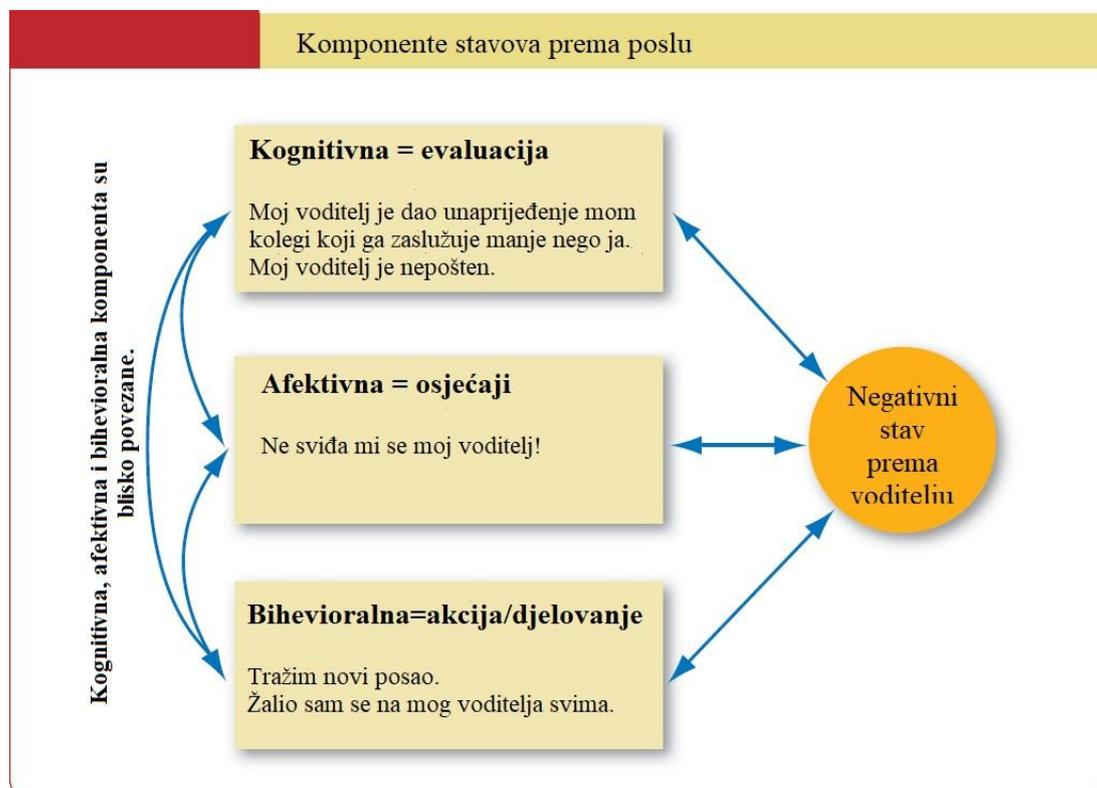 Komponente stavova prema poslu
Kognitivna, afektivna i bihevioralna komponenta su
blisko povezane.
Kognitivna = evaluacija
Moj voditelj je dao unaprijeđenje mom
kolegi koji ga zaslužuje manje nego ja.
Moj voditelj je nepošten.
Afektivna = osjećaji
Ne sviđa mi se moj voditelj!
Bihevioralna=akcija/djelovanje
Tražim novi posao.
Žalio sam se na mog voditelja svima.
Negativni
stav
prema
voditelju